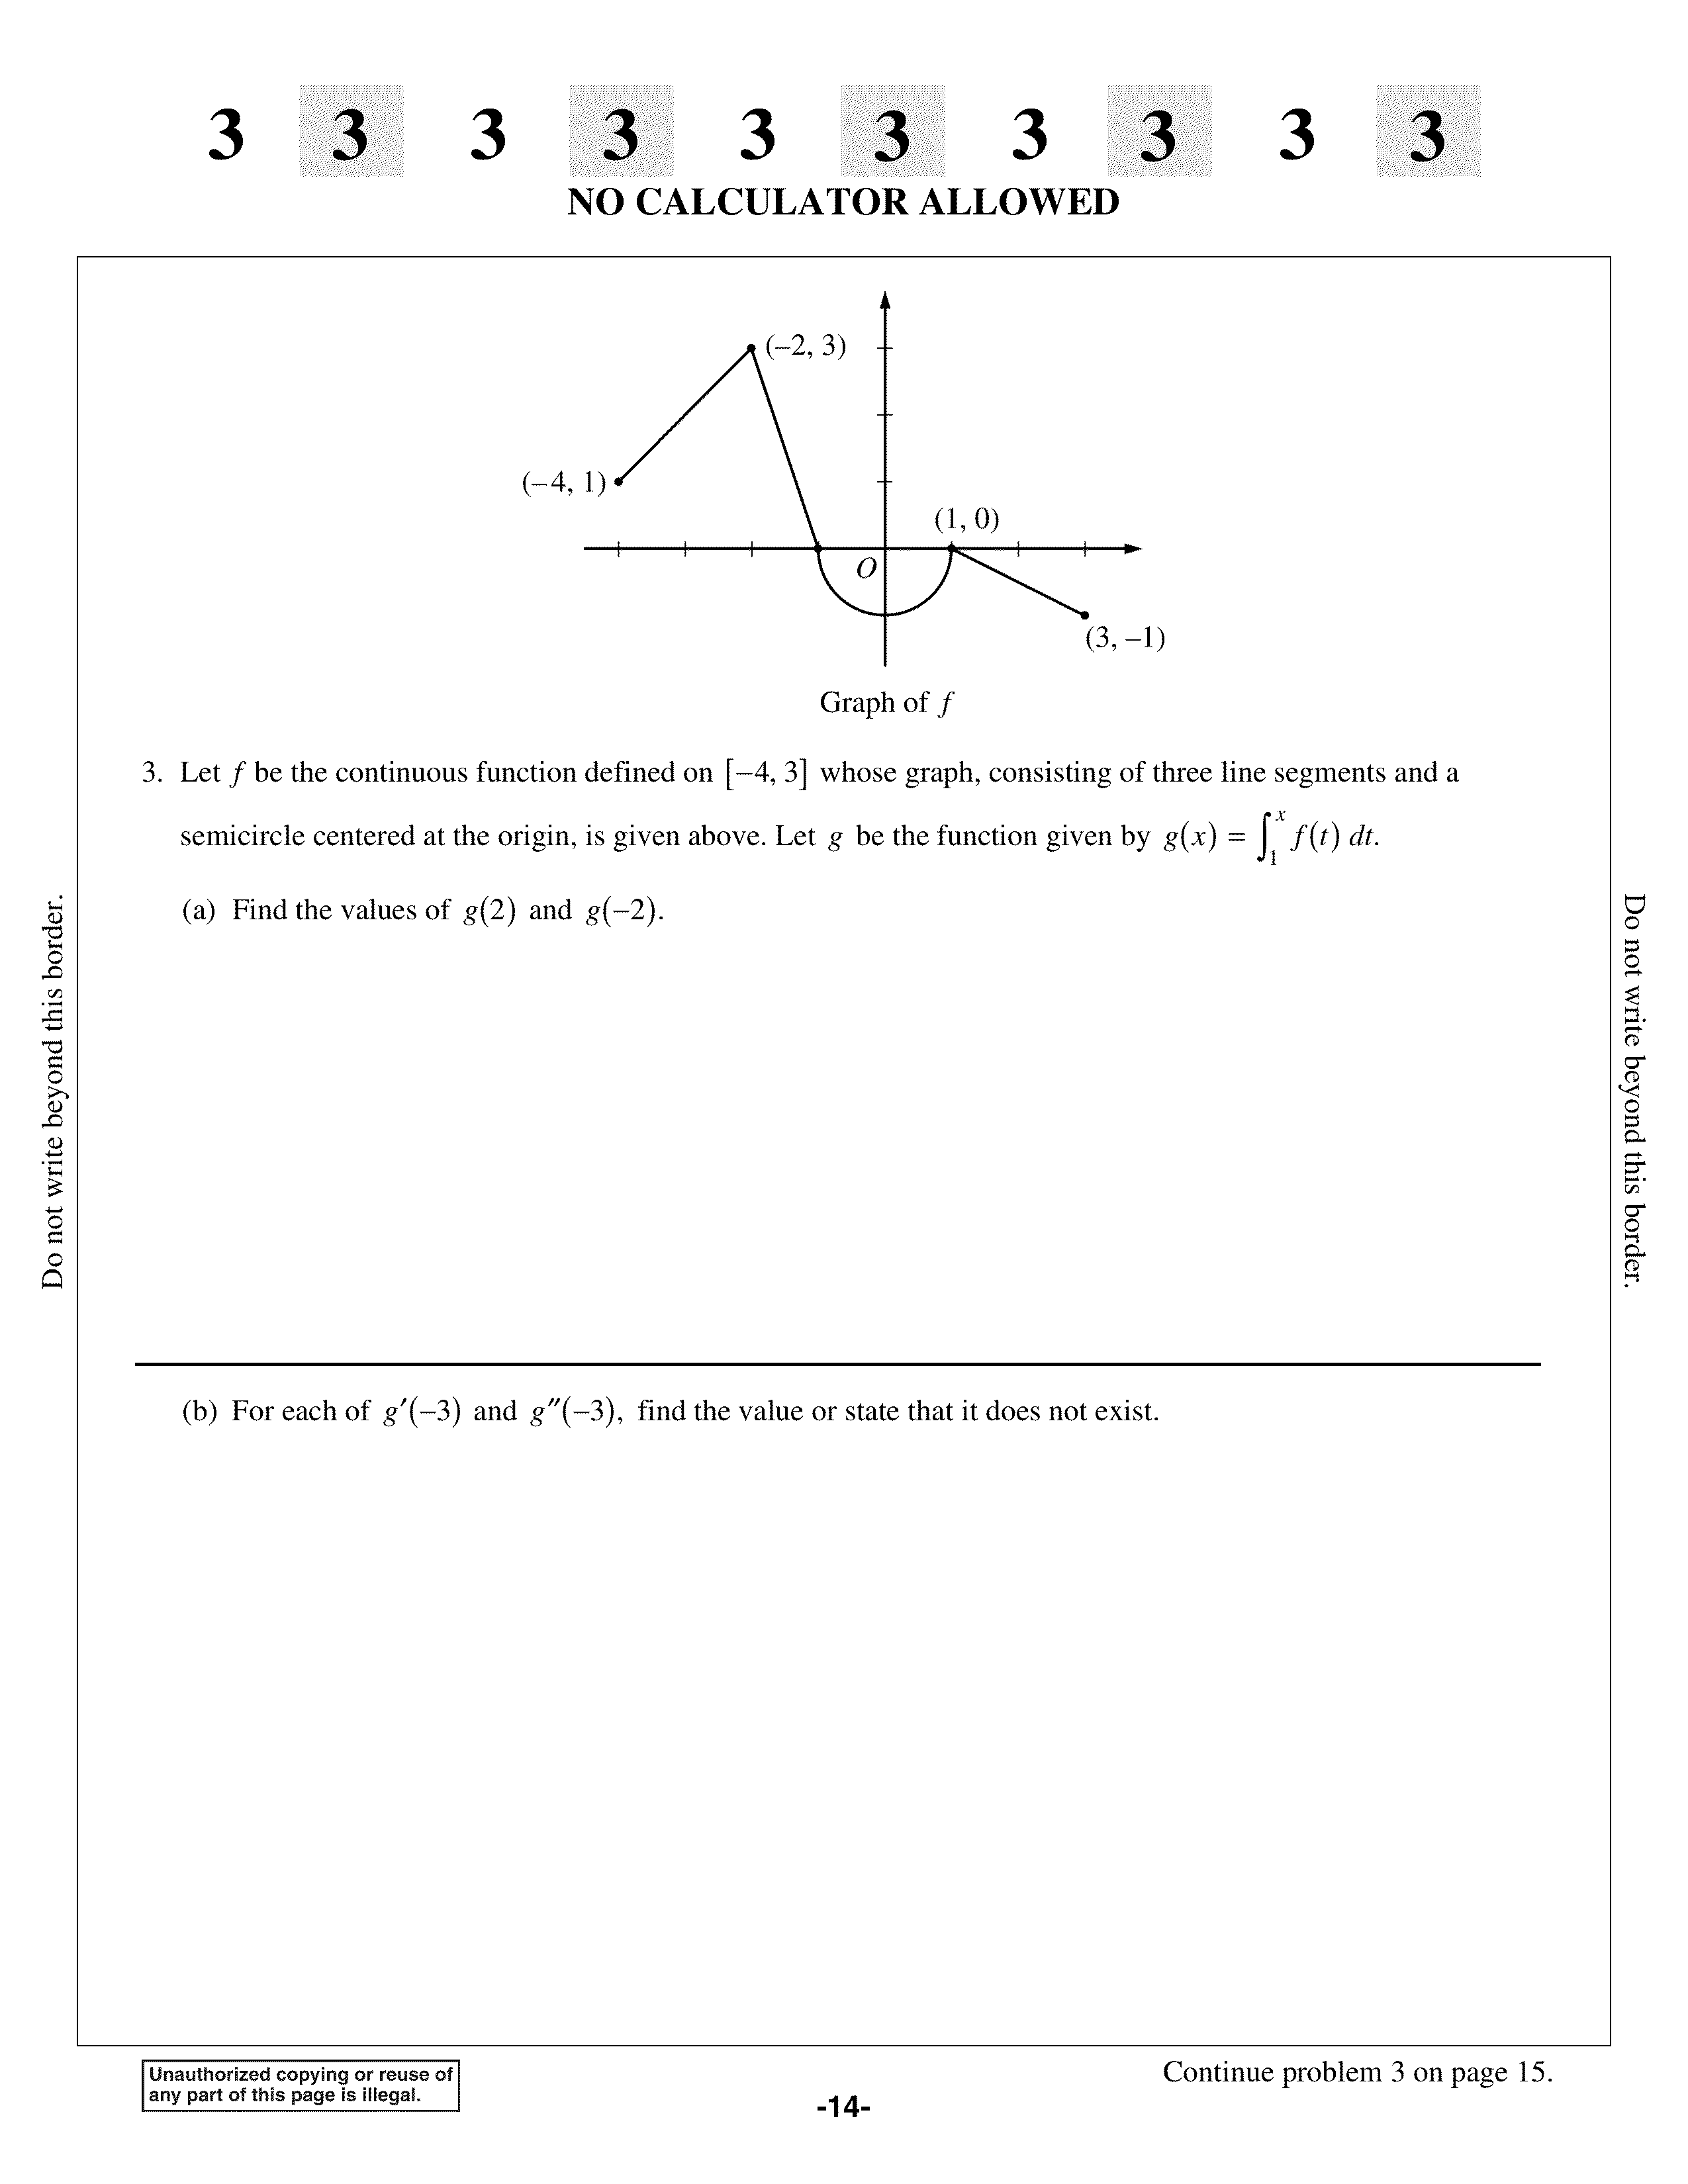 3 3 3 3 3 3 3 3 3 3
NO CALCULATOR ALLOWED
(–2, 3)
(–4, 1)
(1, 0)
O
(3, –1)
Graph of f
3. Let f be the continuous function defined on [–4, 3] whose graph, consisting of three line segments and a
semicircle centered at the origin, is given above. Let g be the function given by g(x) = ∫₁ˣ f(t) dt.
(a) Find the values of g(2) and g(–2).
Do not write beyond this border.
Do not write beyond this border.
(b) For each of g′(–3) and g″(–3), find the value or state that it does not exist.
Unauthorized copying or reuse of
any part of this page is illegal.
Continue problem 3 on page 15.
-14-